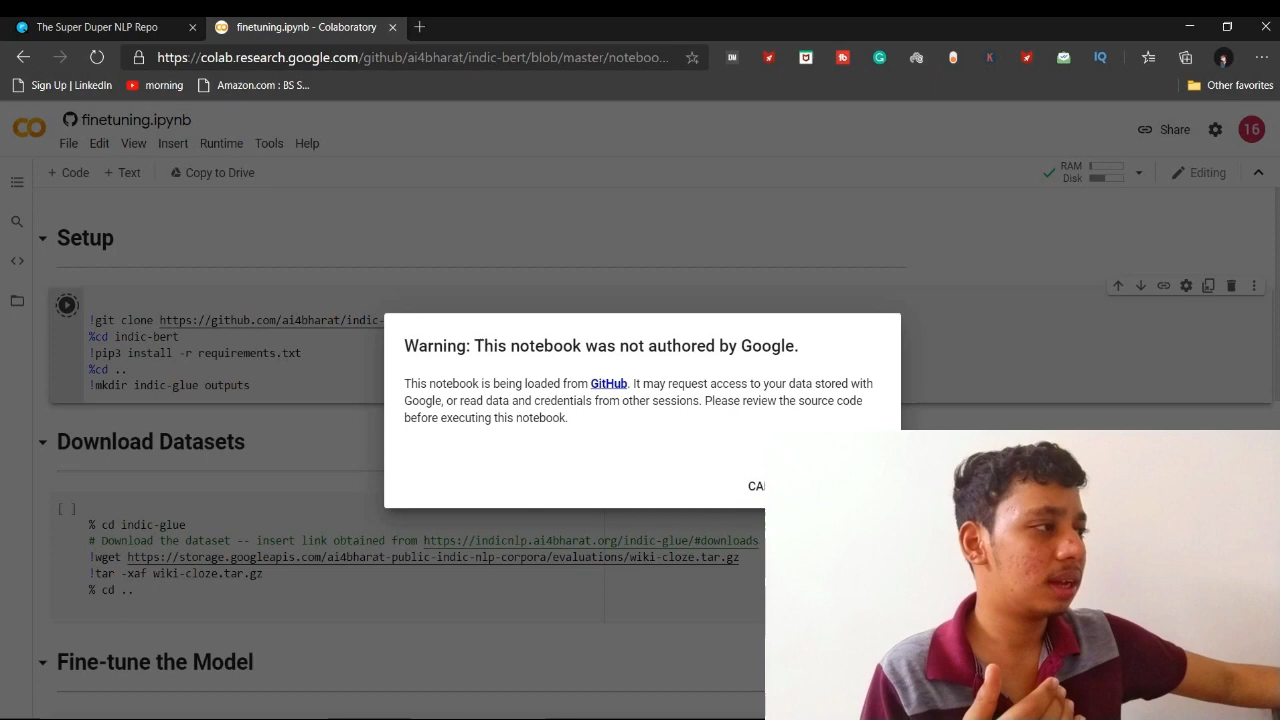 The Super Duper NLP Repo
finetuning.ipynb - Colaboratory
https://colab.research.google.com/github/ai4bharat/indic-bert/blob/master/noteboo...
Sign Up | LinkedIn
morning
Amazon.com : BS S...
Other favorites
finetuning.ipynb
Share
16
File Edit View Insert Runtime Tools Help
+ Code + Text Copy to Drive
RAM
Disk
Editing
Setup
!git clone https://github.com/ai4bharat/indic-
%cd indic-bert
!pip3 install -r requirements.txt
%cd ..
!mkdir indic-glue outputs
Warning: This notebook was not authored by Google.
This notebook is being loaded from GitHub. It may request access to your data stored with
Google, or read data and credentials from other sessions. Please review the source code
before executing this notebook.
Download Datasets
[ ]
% cd indic-glue
# Download the dataset -- insert link obtained from https://indicnlp.ai4bharat.org/indic-glue/#downloads
!wget https://storage.googleapis.com/ai4bharat-public-indic-nlp-corpora/evaluations/wiki-cloze.tar.gz
!tar -xaf wiki-cloze.tar.gz
% cd ..
Fine-tune the Model